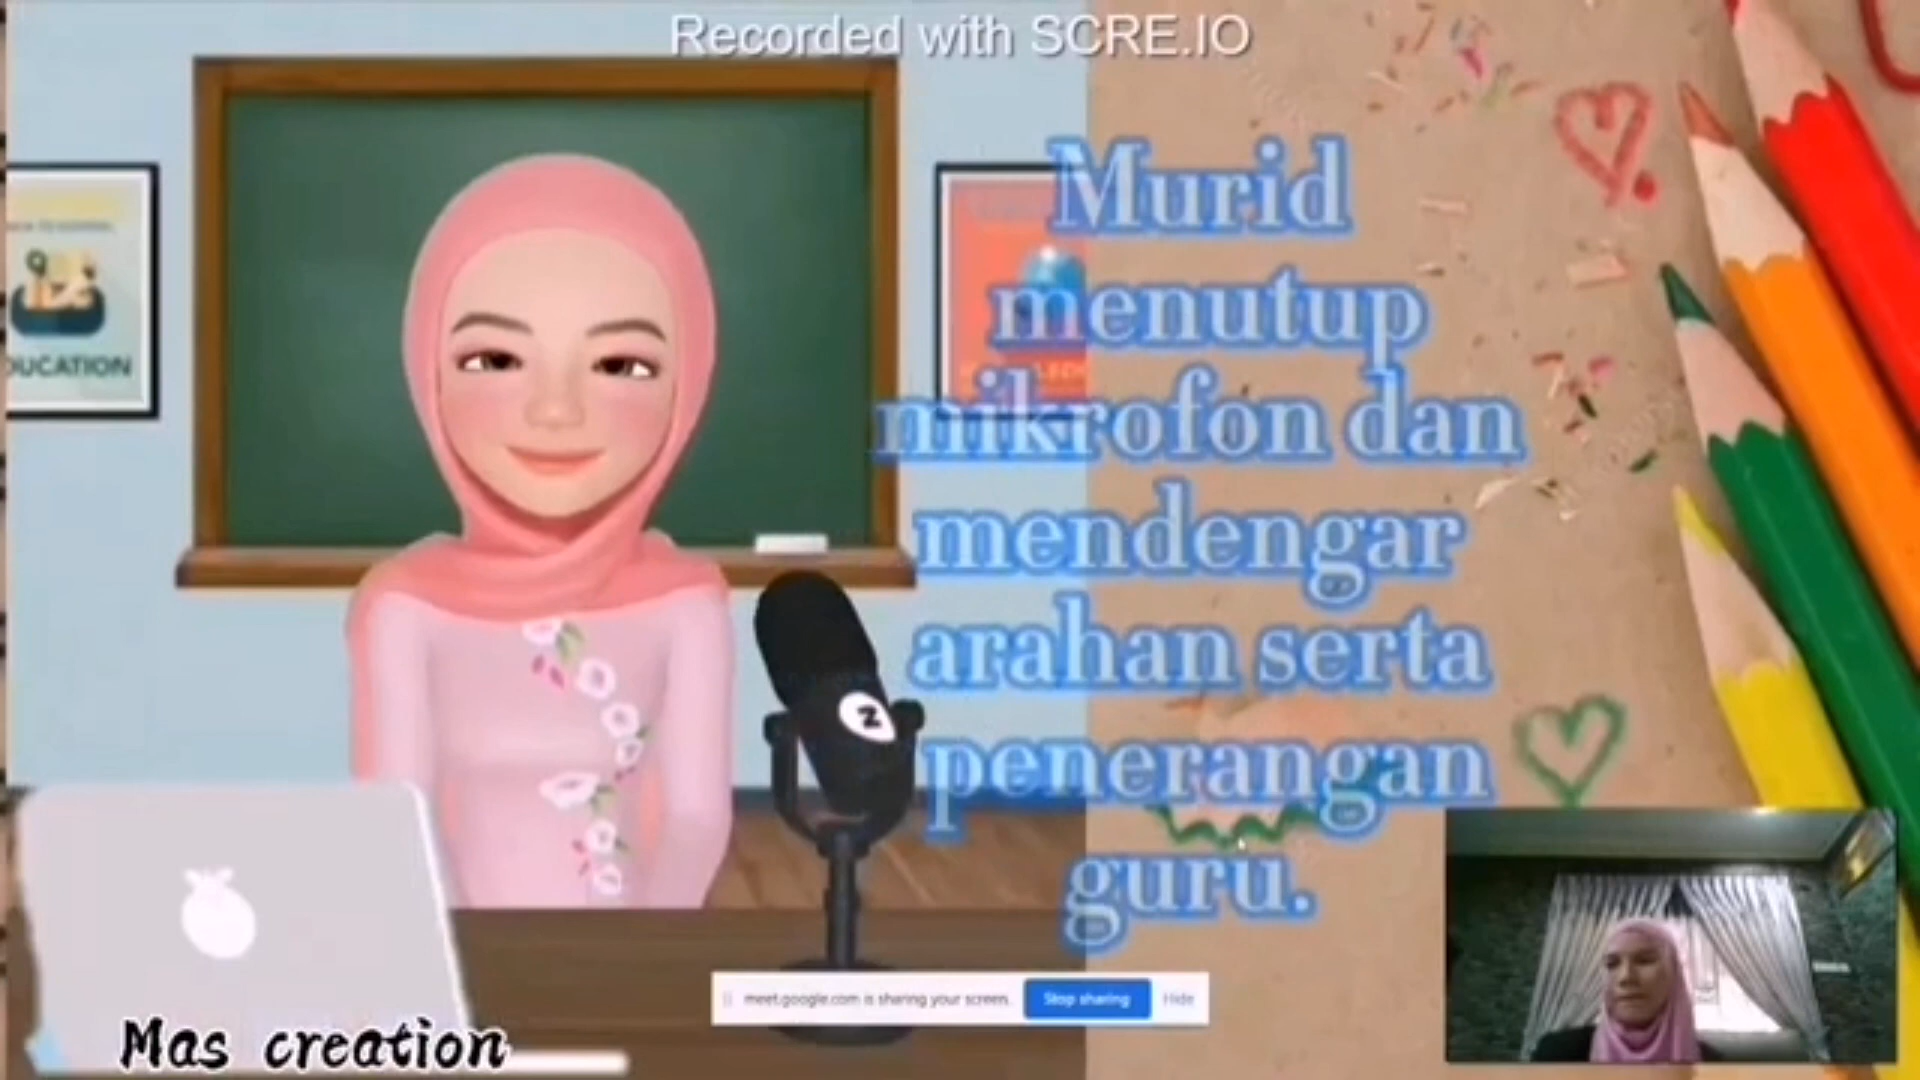 Recorded with SCRE.IO
Murid
menutup
mikrofon dan
mendengar
arahan serta
penerangan
guru.
EDUCATION
meet.google.com is sharing your screen. Stop sharing Hide
Mas creation